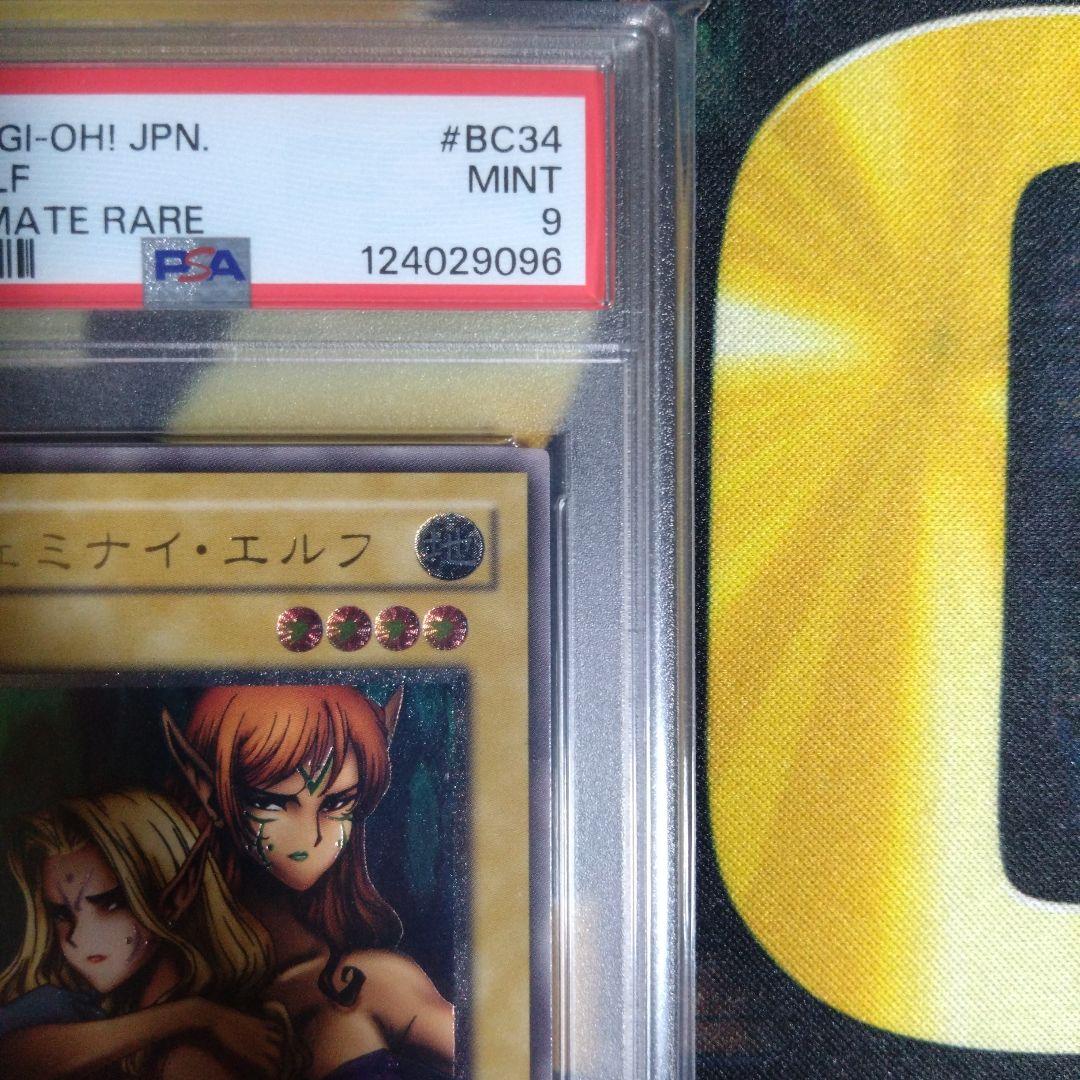 GI-OH! JPN. #BC34
LF MINT
MATE RARE 9
PSA 124029096
ェミナイ・エルフ 地